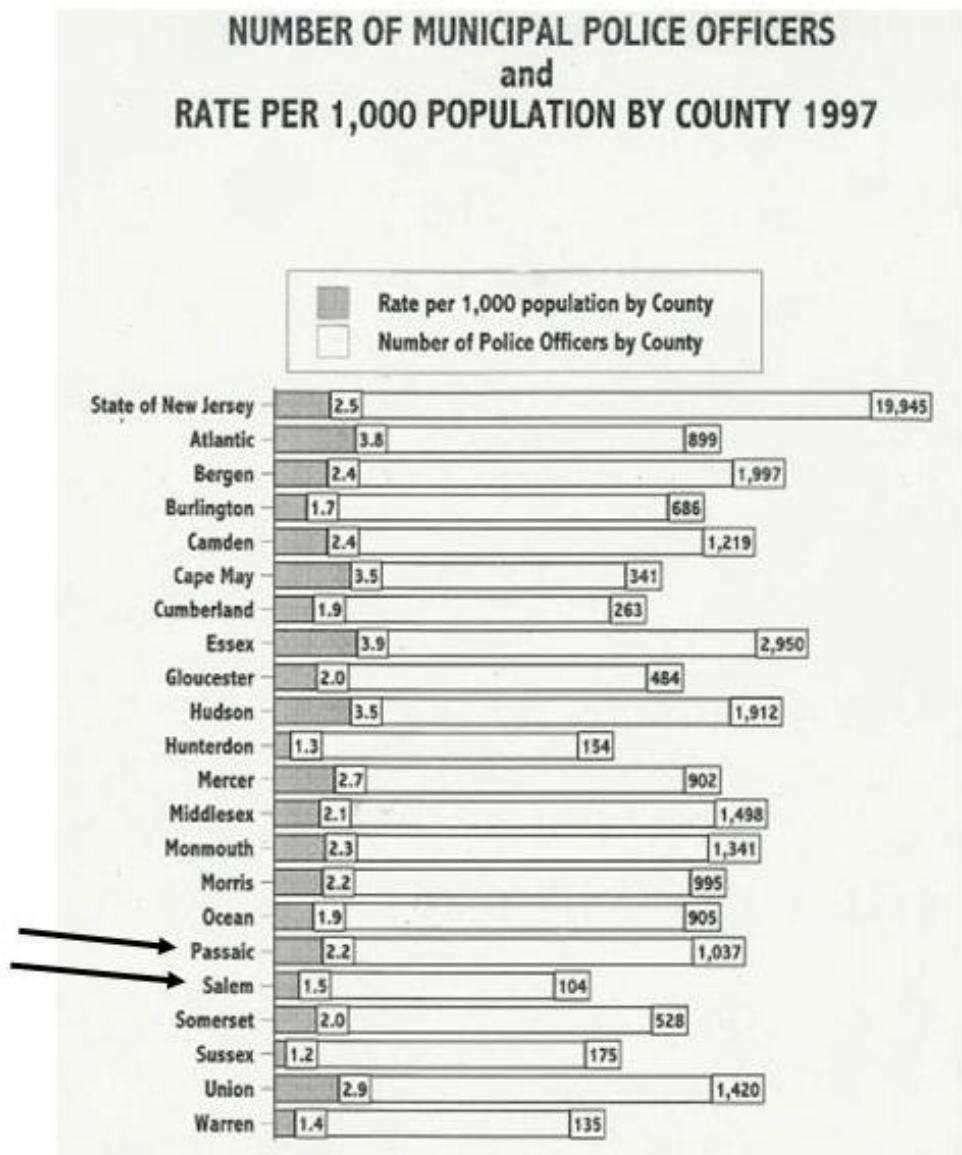 NUMBER OF MUNICIPAL POLICE OFFICERS
and
RATE PER 1,000 POPULATION BY COUNTY 1997
Rate per 1,000 population by County
Number of Police Officers by County
State of New Jersey 2.5 19,945
Atlantic 3.8 899
Bergen 2.4 1,997
Burlington 1.7 686
Camden 2.4 1,219
Cape May 3.5 341
Cumberland 1.9 263
Essex 3.9 2,950
Gloucester 2.0 484
Hudson 3.5 1,912
Hunterdon 1.3 154
Mercer 2.7 902
Middlesex 2.1 1,498
Monmouth 2.3 1,341
Morris 2.2 995
Ocean 1.9 905
Passaic 2.2 1,037
Salem 1.5 104
Somerset 2.0 528
Sussex 1.2 175
Union 2.9 1,420
Warren 1.4 135